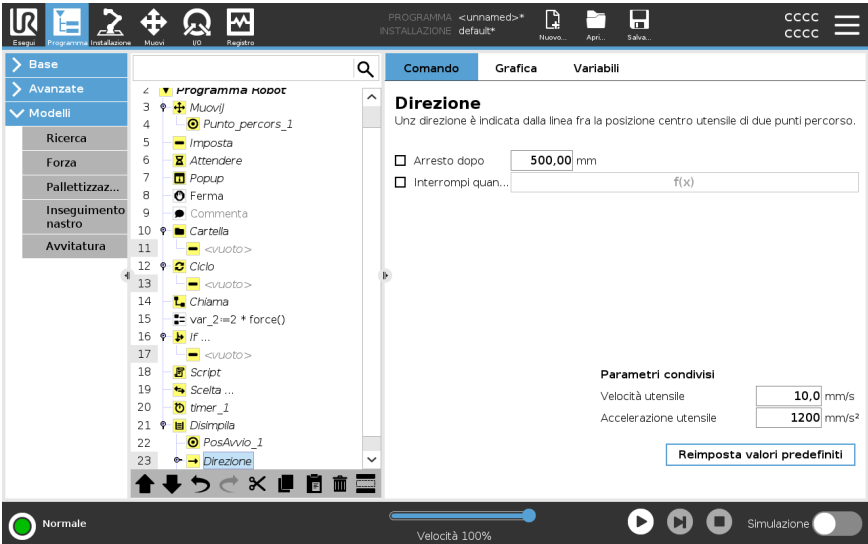 PROGRAMMA <unnamed>*
INSTALLAZIONE default*
UR
Esegui
Programma
Installazione
Muovi
I/O
Registro
Nuovo...
Apri...
Salva...
cccc
cccc
Base
Avanzate
Modelli
Ricerca
Forza
Pallettizzaz...
Inseguimento
nastro
Avvitatura
2 Programma Robot
3 MuoviJ
4 Punto_percors_1
5 Imposta
6 Attendere
7 Popup
8 Ferma
9 Commenta
10 Cartella
11 <vuoto>
12 Ciclo
13 <vuoto>
14 Chiama
15 var_2:=2 * force()
16 If ...
17 <vuoto>
18 Script
19 Scelta ...
20 timer_1
21 Disimpila
22 PosAvvio_1
23 Direzione
Comando Grafica Variabili
Direzione
Unz direzione è indicata dalla linea fra la posizione centro utensile di due punti percorso.
Arresto dopo 500,00 mm
Interrompi quan... f(x)
Parametri condivisi
Velocità utensile 10,0 mm/s
Accelerazione utensile 1200 mm/s²
Reimposta valori predefiniti
Normale
Velocità 100%
Simulazione